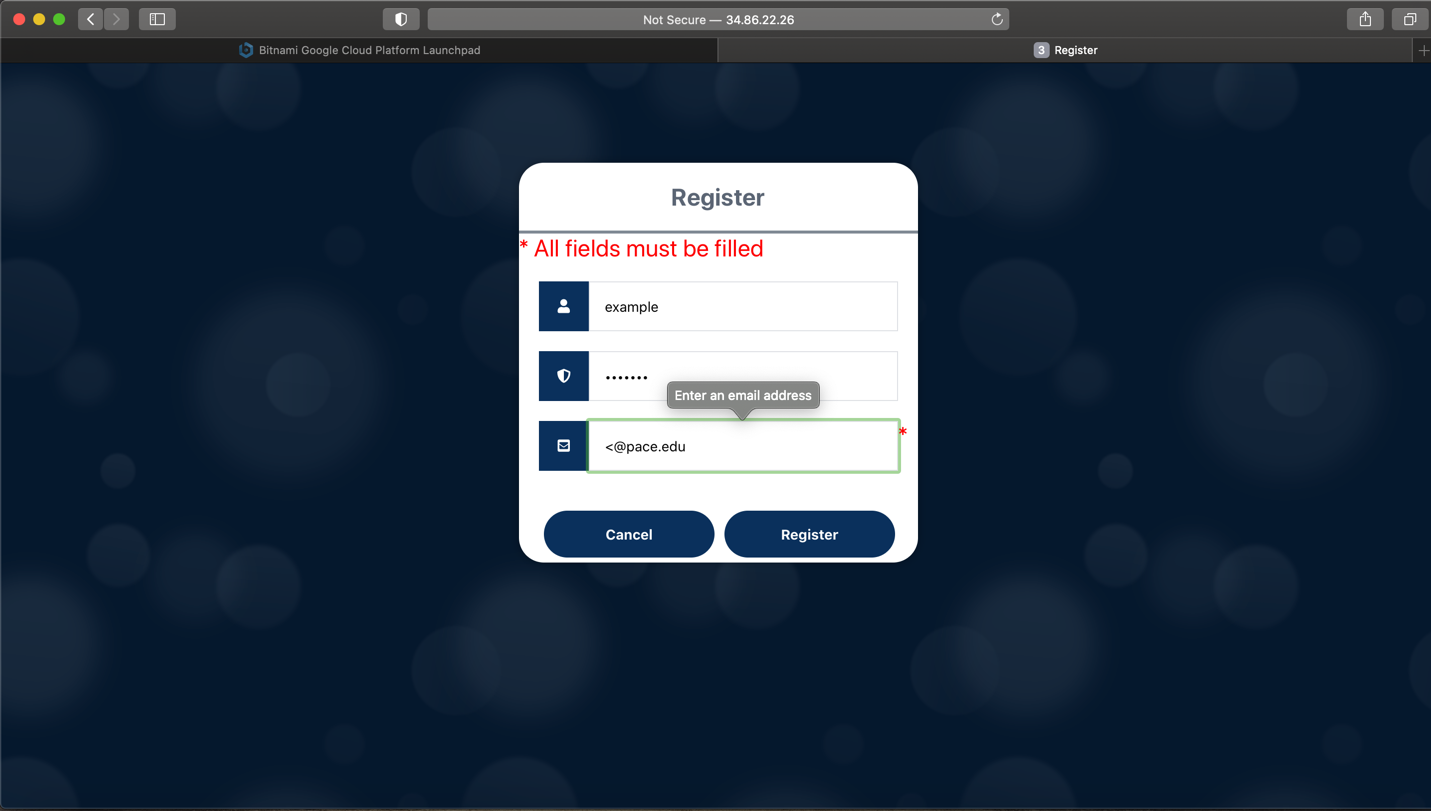 Not Secure — 34.86.22.26
Bitnami Google Cloud Platform Launchpad
3 Register
Register
* All fields must be filled
example
•••••••
Enter an email address
<@pace.edu
*
Cancel
Register